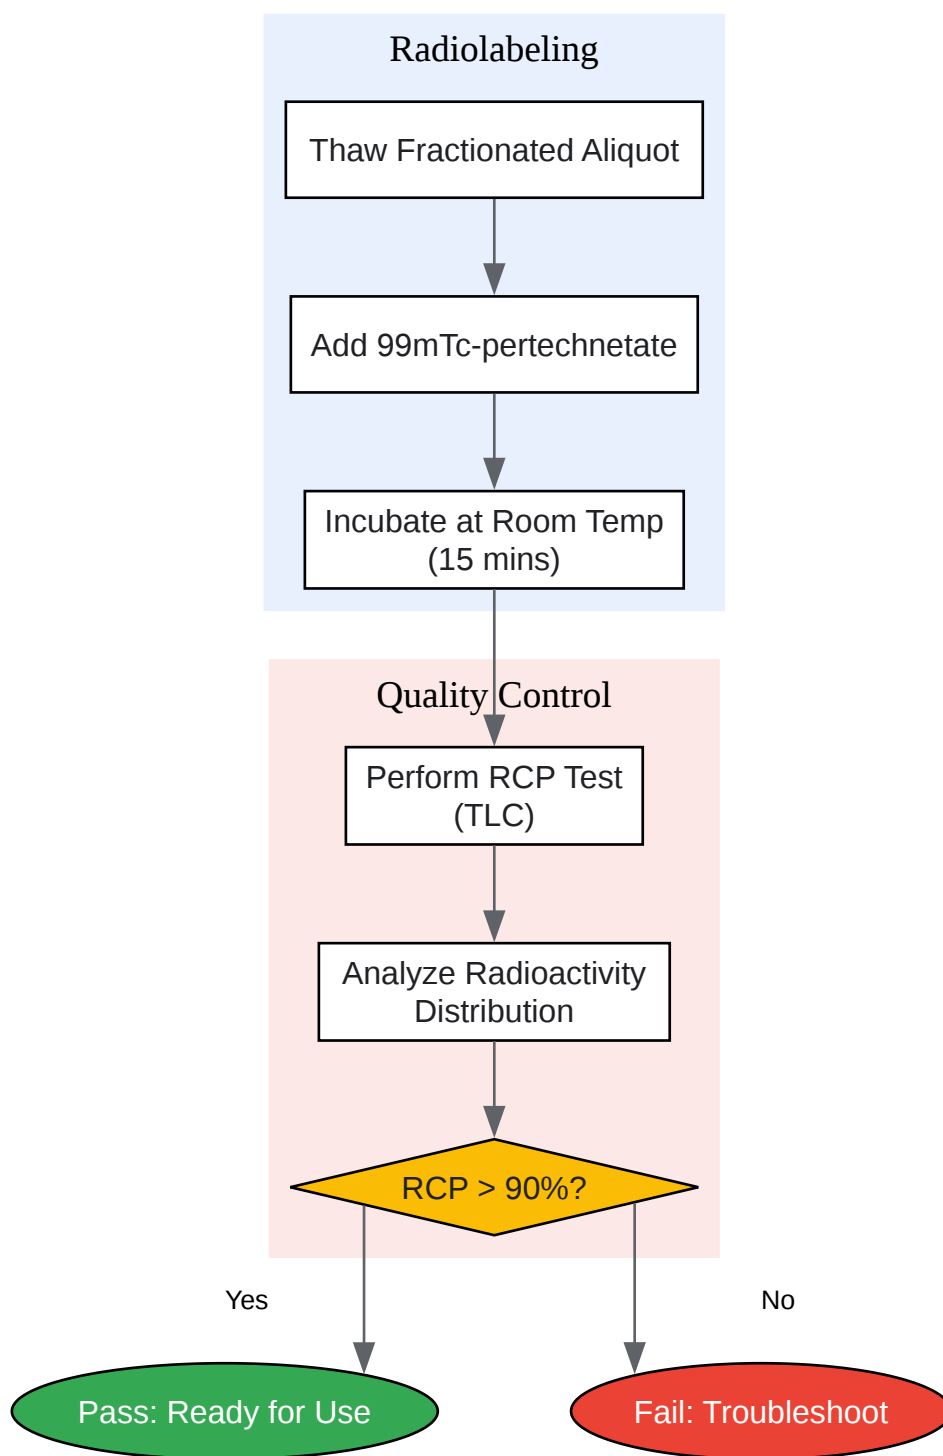 Radiolabeling
Thaw Fractionated Aliquot
Add 99mTc-pertechnetate
Incubate at Room Temp
(15 mins)
Quality Control
Perform RCP Test
(TLC)
Analyze Radioactivity
Distribution
RCP > 90%?
Yes
No
Pass: Ready for Use
Fail: Troubleshoot